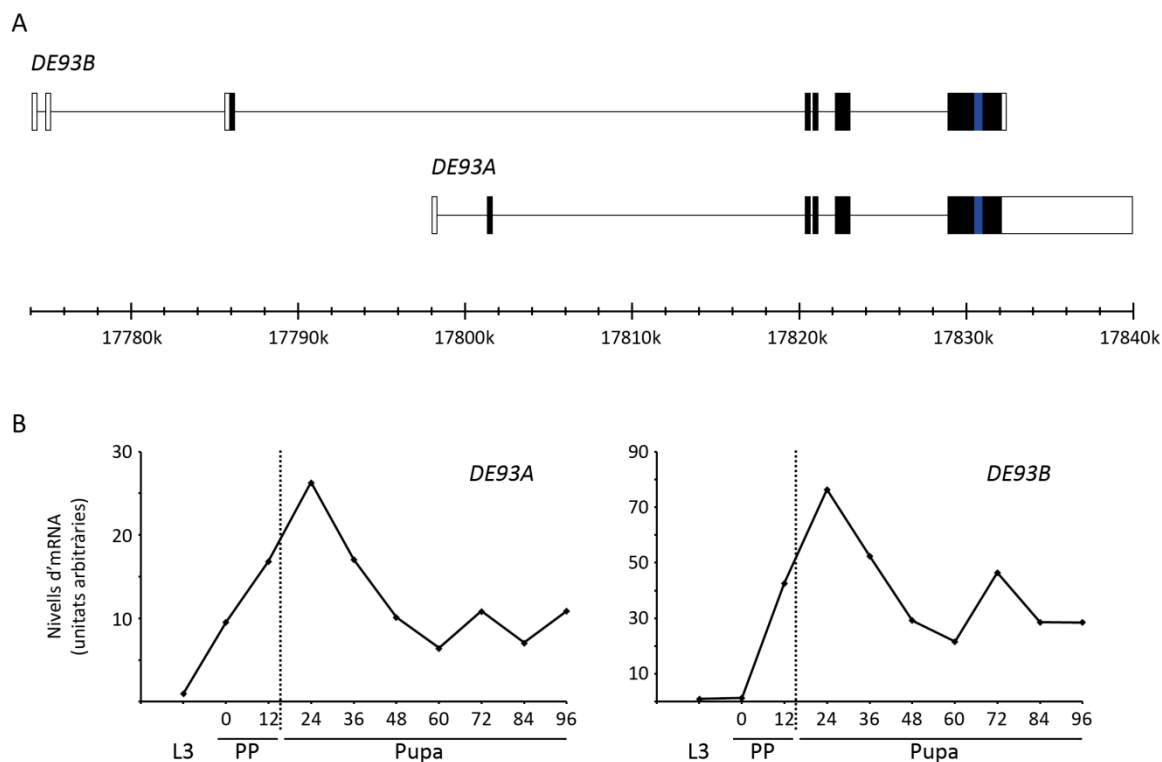 A
DE93B
DE93A
17780k 17790k 17800k 17810k 17820k 17830k 17840k
B
Nivells d'mRNA
(unitats arbitràries)
30
20
10
DE93A
0 12 24 36 48 60 72 84 96
L3 PP Pupa
90
70
50
30
10
DE93B
0 12 24 36 48 60 72 84 96
L3 PP Pupa